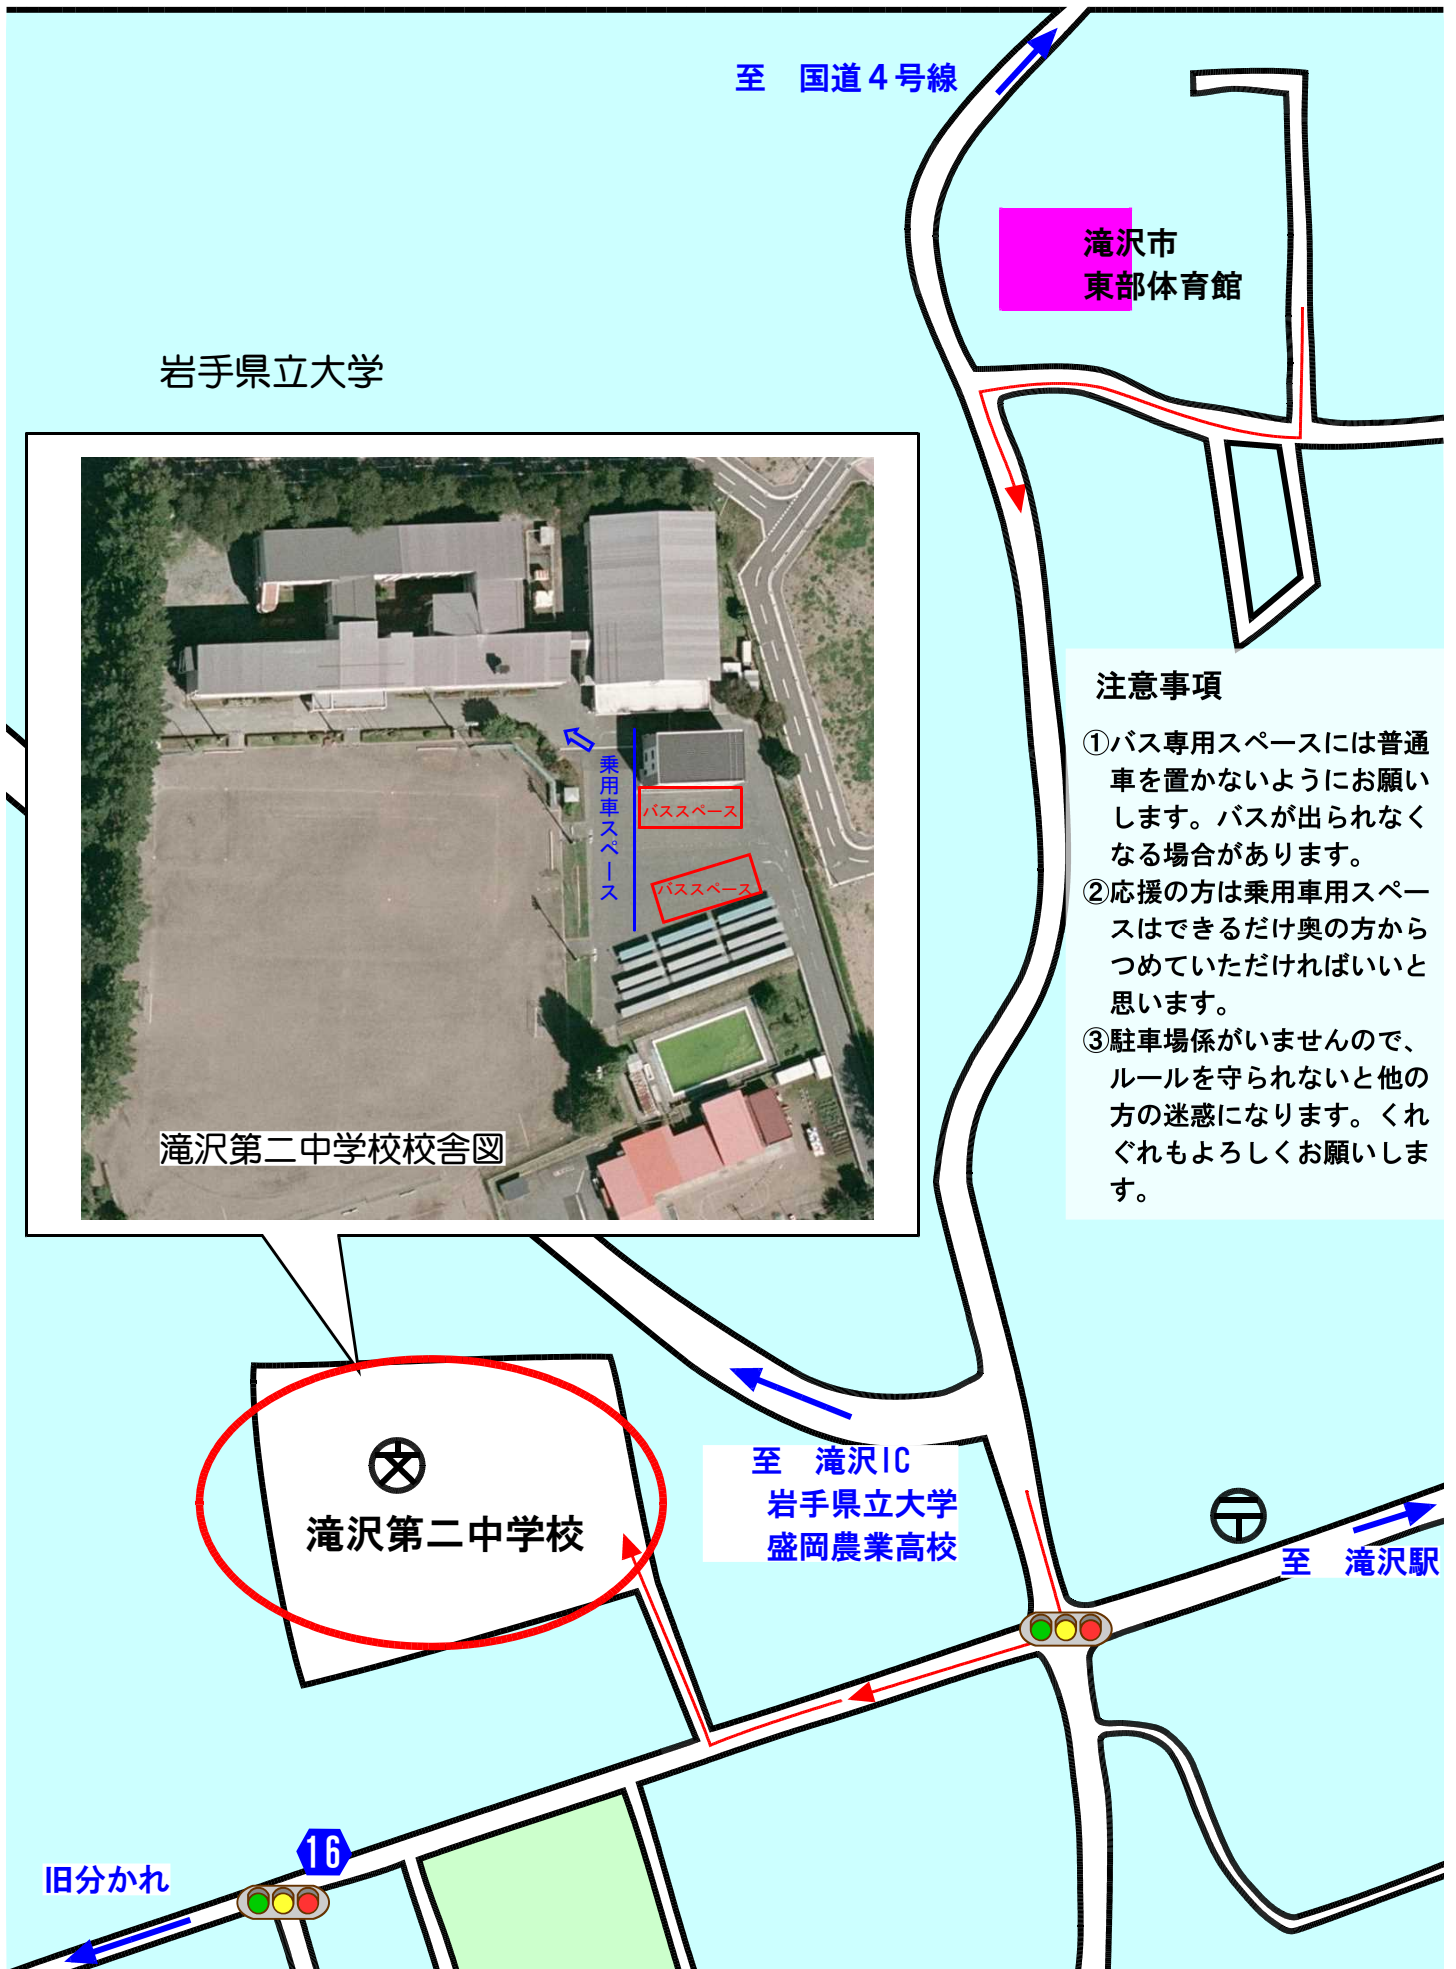 至　国道４号線
滝沢市
東部体育館
岩手県立大学
乗用車スペース
バススペース
バススペース
滝沢第二中学校校舎図
注意事項
①バス専用スペースには普通
車を置かないようにお願い
します。バスが出られなく
なる場合があります。
②応援の方は乗用車用スペー
スはできるだけ奥の方から
つめていただければいいと
思います。
③駐車場係がいませんので、
ルールを守られないと他の
方の迷惑になります。くれ
ぐれもよろしくお願いしま
す。
文
滝沢第二中学校
至　滝沢IC
岩手県立大学
盛岡農業高校
〒
至　滝沢駅
16
旧分かれ